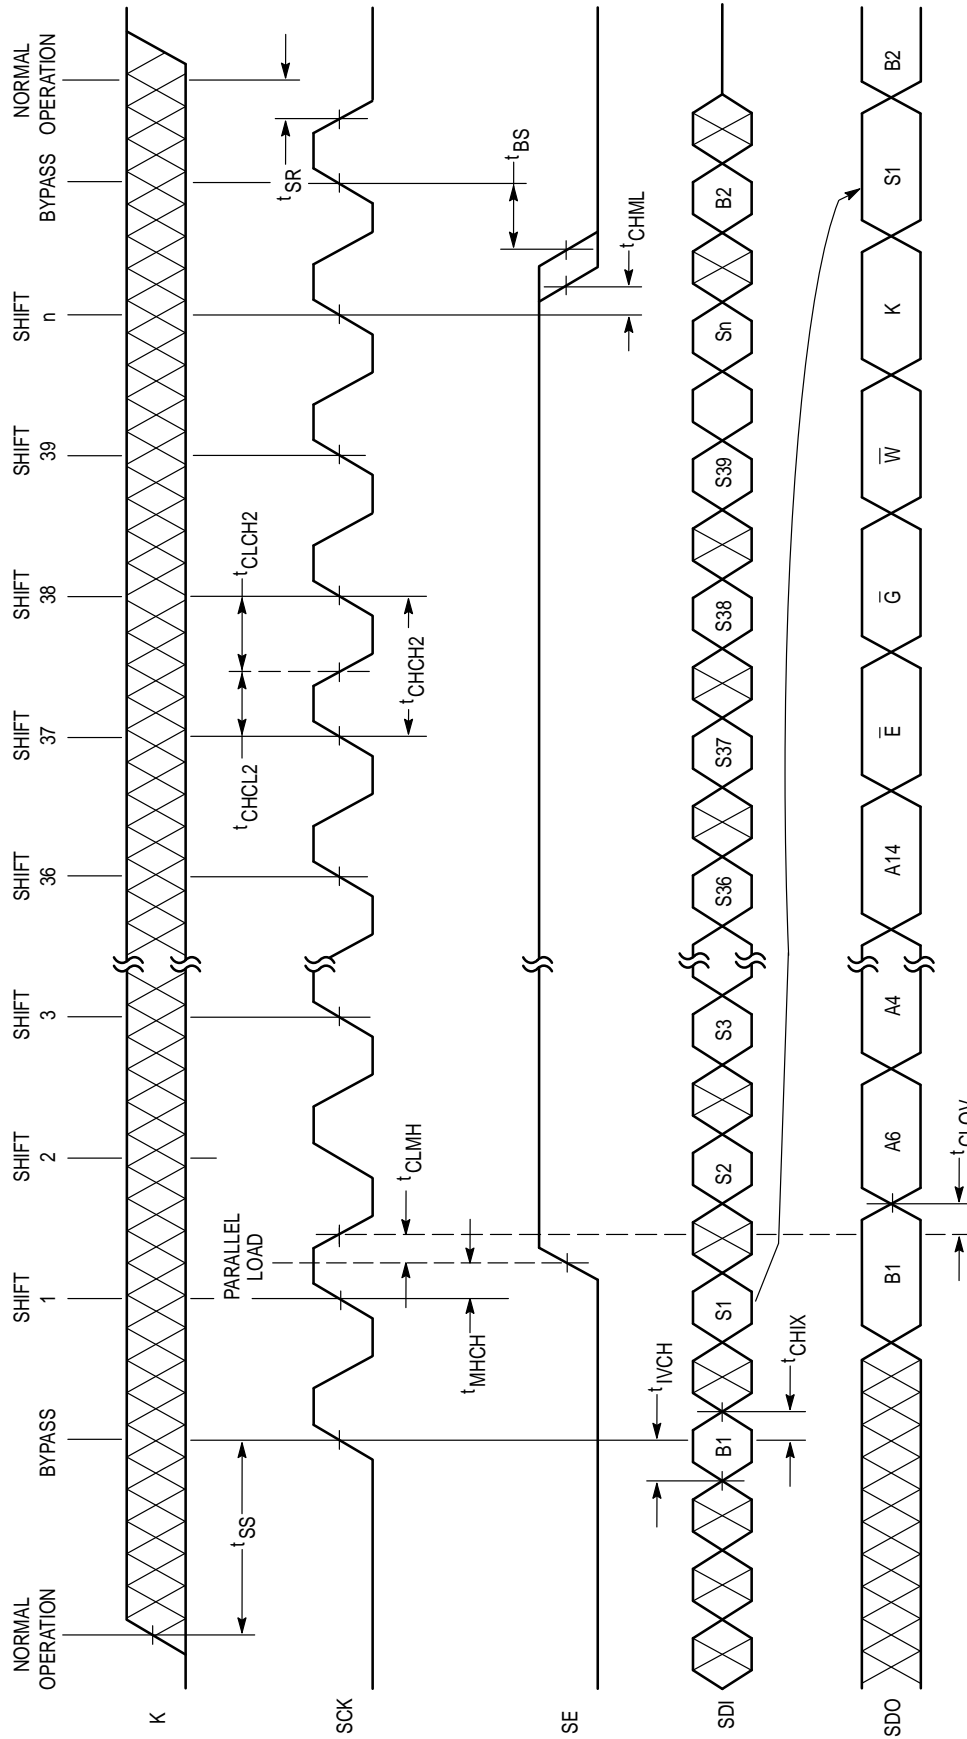 NORMAL
OPERATION
BYPASS
SHIFT
1
SHIFT
2
SHIFT
3
SHIFT
36
SHIFT
37
SHIFT
38
SHIFT
39
SHIFT
n
BYPASS
NORMAL
OPERATION
K
tSS
tCHCL2
tCLCH2
tSR
PARALLEL
LOAD
SCK
tCHCH2
tMHCH
tCLMH
tBS
SE
tCHML
tIVCH
SDI
B1
S1
S2
S3
S36
S37
S38
S39
Sn
B2
tCHIX
SDO
B1
A6
A4
A14
E̅
G̅
W̅
K
S1
B2